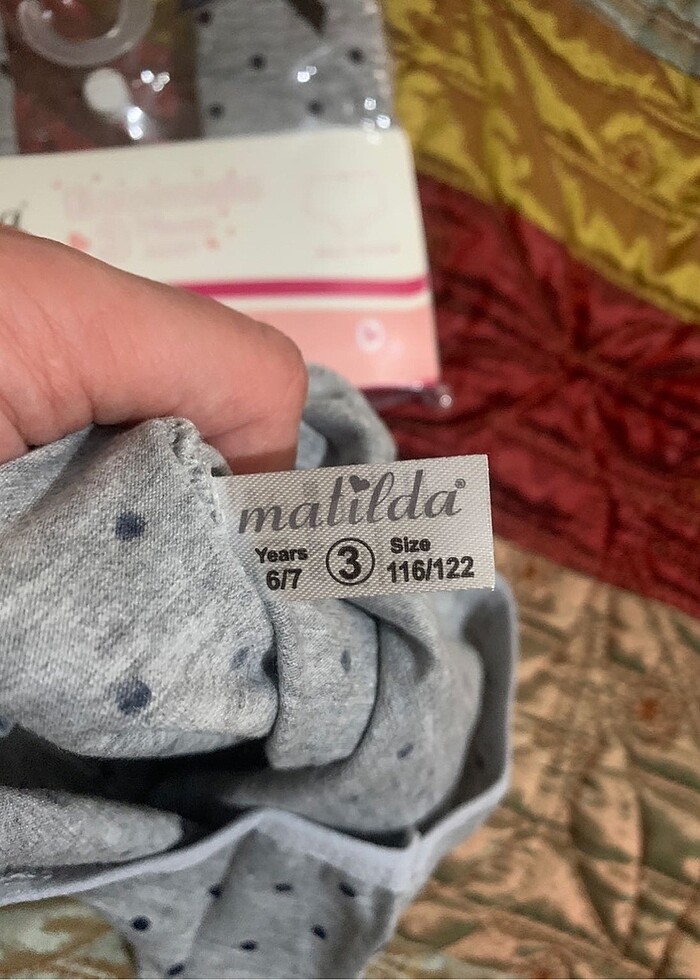 matilda®
Years ③ Size
6/7 116/122